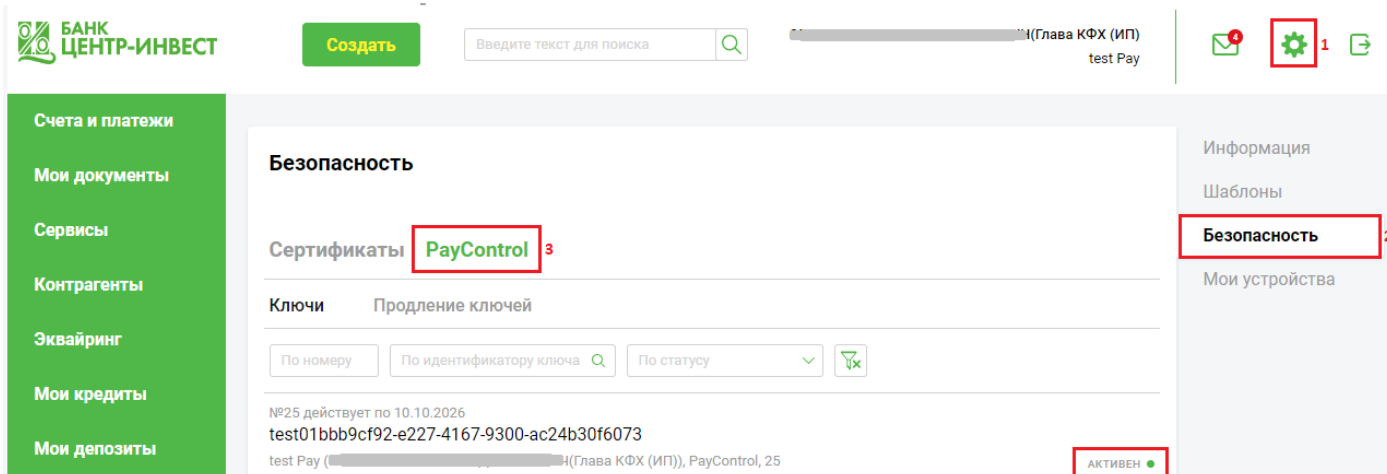 БАНК
ЦЕНТР-ИНВЕСТ
Создать
Введите текст для поиска
(Глава КФХ (ИП)
test Pay
4
1
Счета и платежи
Мои документы
Сервисы
Контрагенты
Эквайринг
Мои кредиты
Мои депозиты
Безопасность
Сертификаты PayControl 3
Ключи Продление ключей
По номеру По идентификатору ключа По статусу
№25 действует по 10.10.2026
test01bbb9cf92-e227-4167-9300-ac24b30f6073
test Pay ( (Глава КФХ (ИП)), PayControl, 25
АКТИВЕН
Информация
Шаблоны
Безопасность
Мои устройства